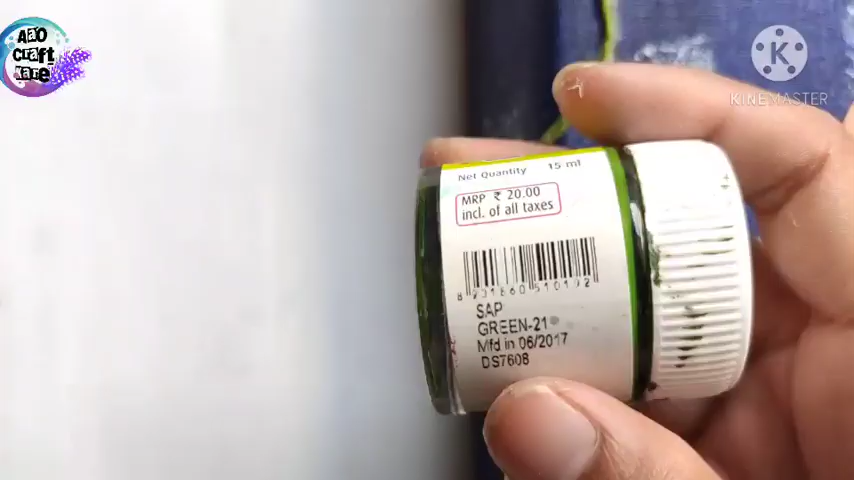 AaO
craft
kare
KINEMASTER
Net Quantity 15 ml
MRP ₹ 20.00
incl. of all taxes
SAP
GREEN-21
Mfd in 06/2017
DS7608